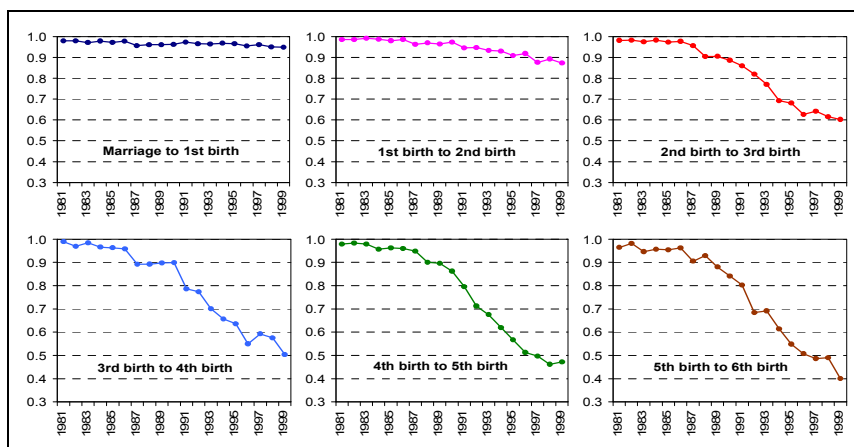 1.0 0.9 0.8 0.7 0.6 0.5 0.4 0.3
Marriage to 1st birth
1981 1983 1985 1987 1989 1991 1993 1995 1997 1999
1.0 0.9 0.8 0.7 0.6 0.5 0.4 0.3
1st birth to 2nd birth
1981 1983 1985 1987 1989 1991 1993 1995 1997 1999
1.0 0.9 0.8 0.7 0.6 0.5 0.4 0.3
2nd birth to 3rd birth
1981 1983 1985 1987 1989 1991 1993 1995 1997 1999
1.0 0.9 0.8 0.7 0.6 0.5 0.4 0.3
3rd birth to 4th birth
1981 1983 1985 1987 1989 1991 1993 1995 1997 1999
1.0 0.9 0.8 0.7 0.6 0.5 0.4 0.3
4th birth to 5th birth
1981 1983 1985 1987 1989 1991 1993 1995 1997 1999
1.0 0.9 0.8 0.7 0.6 0.5 0.4 0.3
5th birth to 6th birth
1981 1983 1985 1987 1989 1991 1993 1995 1997 1999